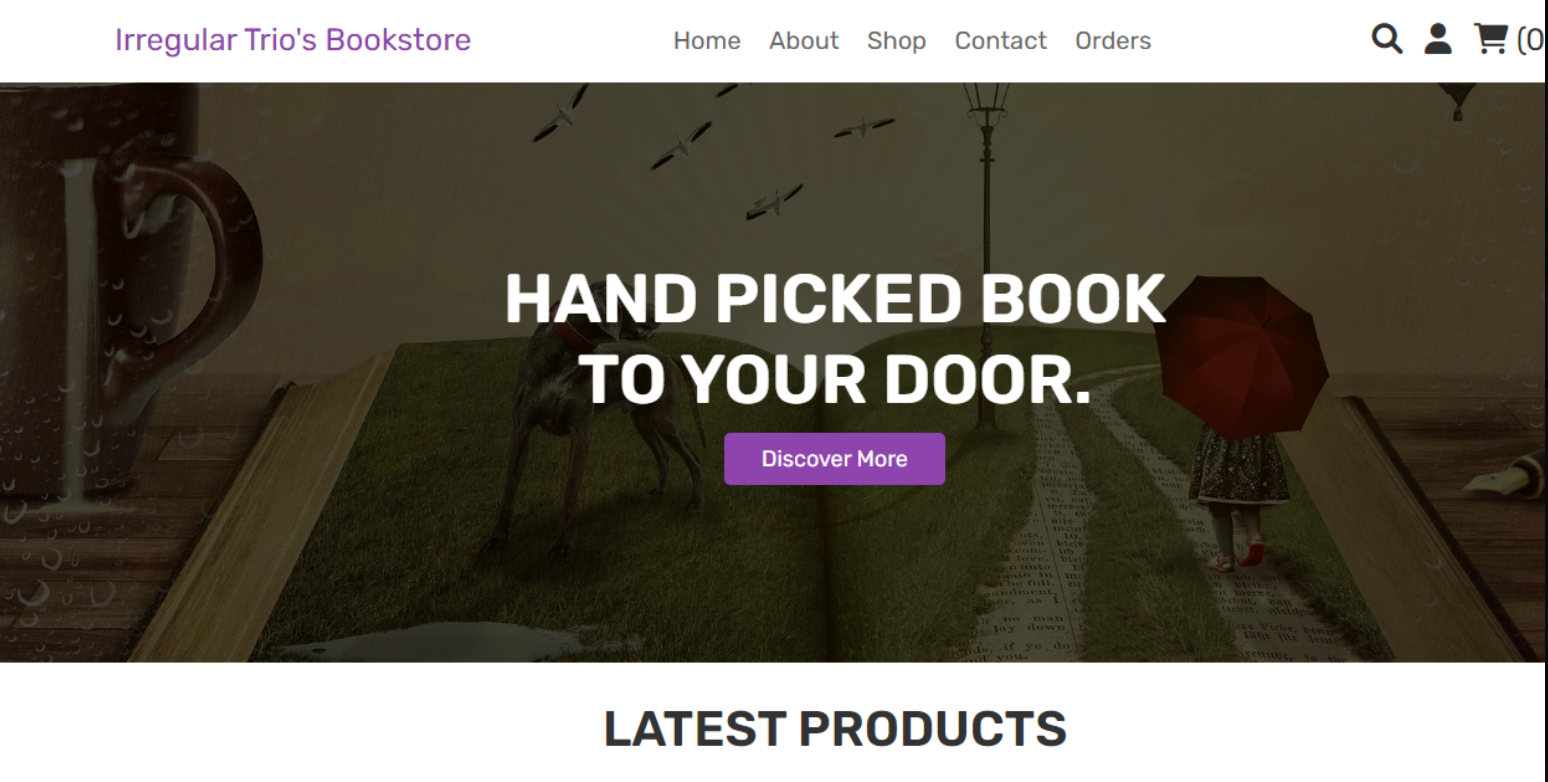 Irregular Trio's Bookstore
Home About Shop Contact Orders
(0
HAND PICKED BOOK
TO YOUR DOOR.
Discover More
LATEST PRODUCTS